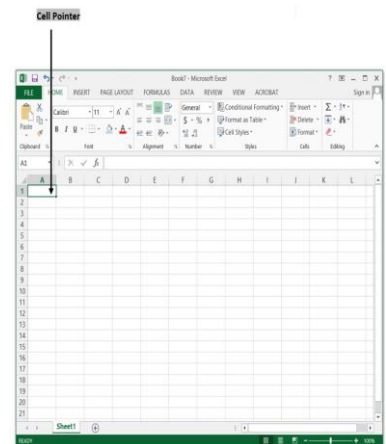 Cell Pointer
Book7 - Microsoft Excel
FILE HOME INSERT PAGE LAYOUT FORMULAS DATA REVIEW VIEW ACROBAT Sign in
Calibri 11 General Conditional Formatting Insert
Paste Format as Table Delete
B I U $ % Cell Styles Format
Clipboard Font Alignment Number Styles Cells Editing
A1 fx
A B C D E F G H I J K L
1
2
3
4
5
6
7
8
9
10
11
12
13
14
15
16
17
18
19
20
21
Sheet1
READY 100%